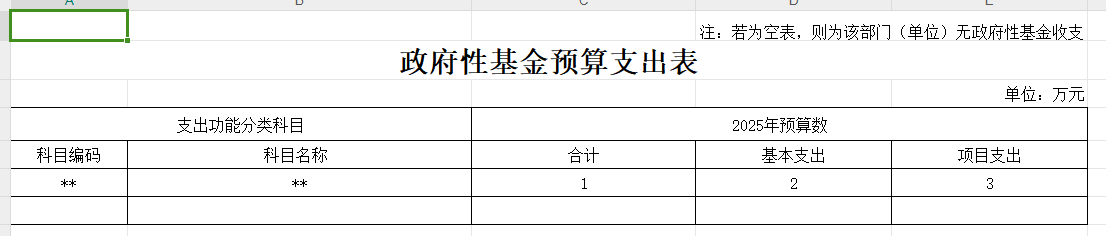 A B C D E
注：若为空表，则为该部门（单位）无政府性基金收支
政府性基金预算支出表
单位：万元
支出功能分类科目 2025年预算数
科目编码 科目名称 合计 基本支出 项目支出
** ** 1 2 3